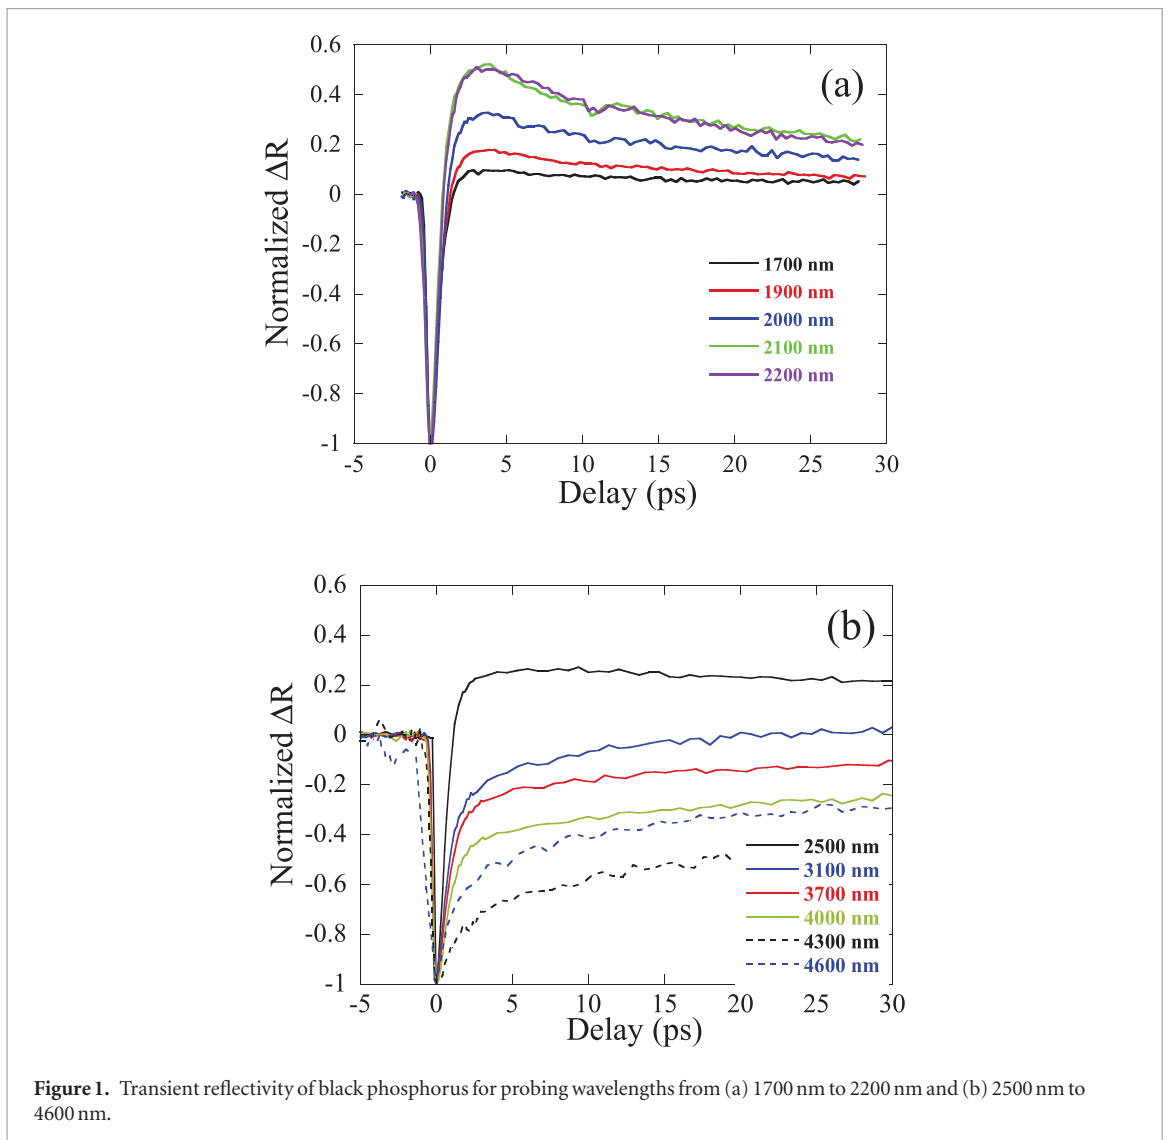 0.6
0.4
0.2
0
-0.2
-0.4
-0.6
-0.8
-1
Normalized ΔR
(a)
1700 nm
1900 nm
2000 nm
2100 nm
2200 nm
-5 0 5 10 15 20 25 30
Delay (ps)
0.6
0.4
0.2
0
-0.2
-0.4
-0.6
-0.8
-1
Normalized ΔR
(b)
2500 nm
3100 nm
3700 nm
4000 nm
4300 nm
4600 nm
-5 0 5 10 15 20 25 30
Delay (ps)
Figure 1. Transient reflectivity of black phosphorus for probing wavelengths from (a) 1700 nm to 2200 nm and (b) 2500 nm to
4600 nm.